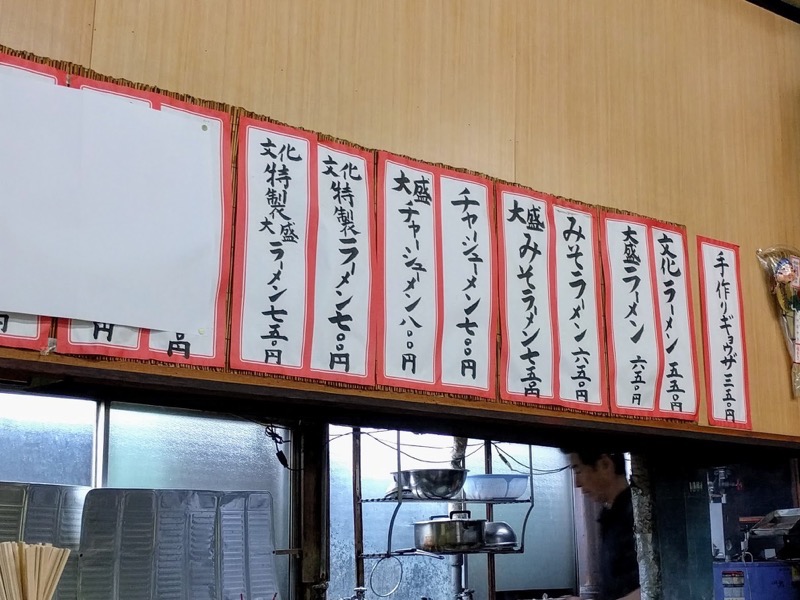 手作りギョウザ 三五〇円
文化ラーメン 五五〇円
大盛ラーメン 六五〇円
みそラーメン 六五〇円
大盛みそラーメン 七五〇円
チャーシューメン 七〇〇円
大盛チャーシューメン 八〇〇円
文化特製ラーメン 七〇〇円
文化特製大盛ラーメン 七五〇円
円
円
円